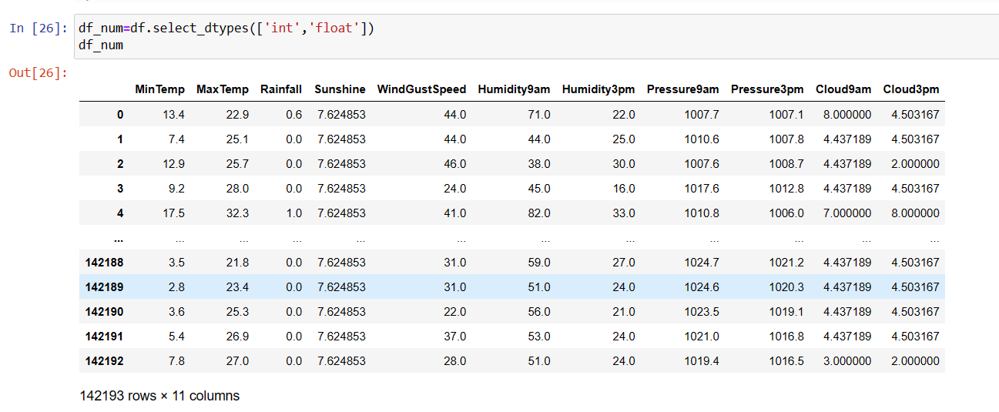 In [26]: df_num=df.select_dtypes(['int','float'])
df_num
Out[26]:
MinTemp MaxTemp Rainfall Sunshine WindGustSpeed Humidity9am Humidity3pm Pressure9am Pressure3pm Cloud9am Cloud3pm
0 13.4 22.9 0.6 7.624853 44.0 71.0 22.0 1007.7 1007.1 8.000000 4.503167
1 7.4 25.1 0.0 7.624853 44.0 44.0 25.0 1010.6 1007.8 4.437189 4.503167
2 12.9 25.7 0.0 7.624853 46.0 38.0 30.0 1007.6 1008.7 4.437189 2.000000
3 9.2 28.0 0.0 7.624853 24.0 45.0 16.0 1017.6 1012.8 4.437189 4.503167
4 17.5 32.3 1.0 7.624853 41.0 82.0 33.0 1010.8 1006.0 7.000000 8.000000
... ... ... ... ... ... ... ... ... ... ... ...
142188 3.5 21.8 0.0 7.624853 31.0 59.0 27.0 1024.7 1021.2 4.437189 4.503167
142189 2.8 23.4 0.0 7.624853 31.0 51.0 24.0 1024.6 1020.3 4.437189 4.503167
142190 3.6 25.3 0.0 7.624853 22.0 56.0 21.0 1023.5 1019.1 4.437189 4.503167
142191 5.4 26.9 0.0 7.624853 37.0 53.0 24.0 1021.0 1016.8 4.437189 4.503167
142192 7.8 27.0 0.0 7.624853 28.0 51.0 24.0 1019.4 1016.5 3.000000 2.000000
142193 rows × 11 columns